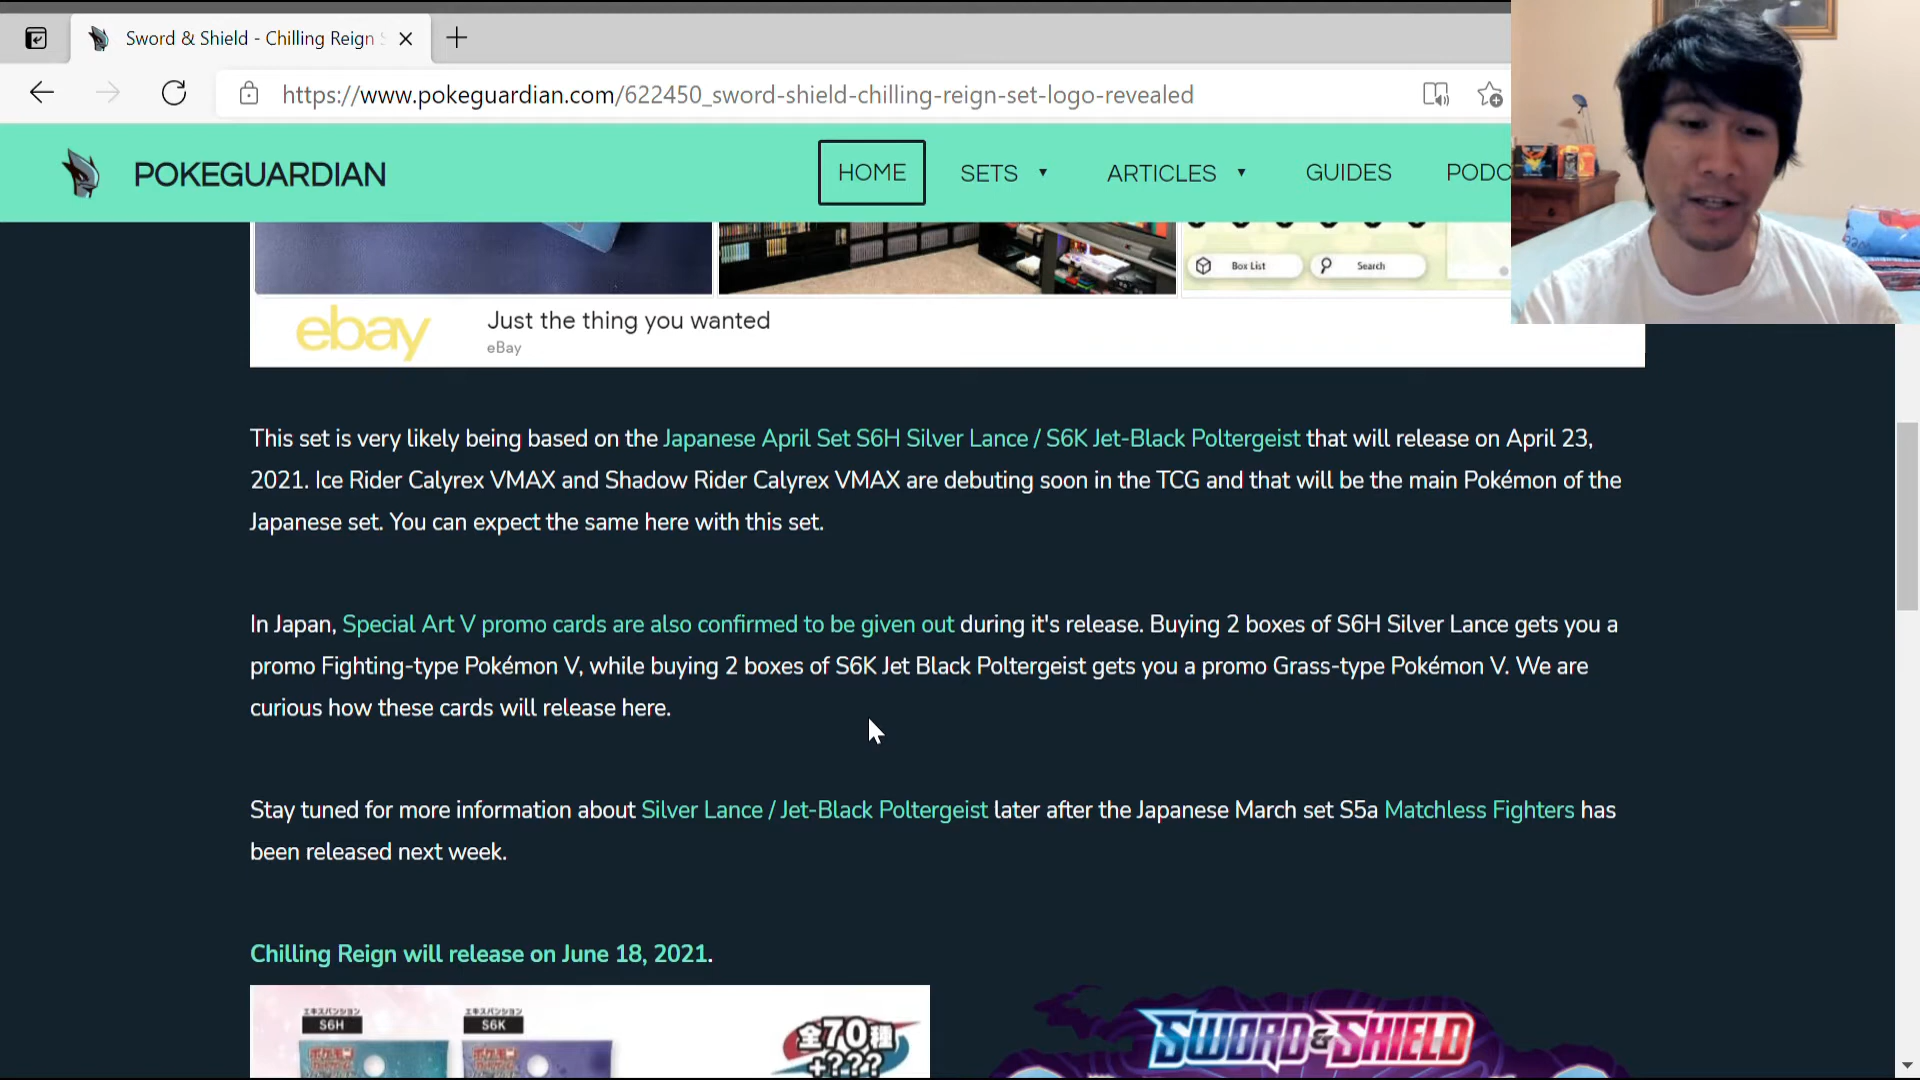 Sword & Shield - Chilling Reign
https://www.pokeguardian.com/622450_sword-shield-chilling-reign-set-logo-revealed
POKEGUARDIAN
HOME
SETS
ARTICLES
GUIDES
PODC
Box List
Search
ebay
Just the thing you wanted
eBay
This set is very likely being based on the Japanese April Set S6H Silver Lance / S6K Jet-Black Poltergeist that will release on April 23,
2021. Ice Rider Calyrex VMAX and Shadow Rider Calyrex VMAX are debuting soon in the TCG and that will be the main Pokémon of the
Japanese set. You can expect the same here with this set.
In Japan, Special Art V promo cards are also confirmed to be given out during it's release. Buying 2 boxes of S6H Silver Lance gets you a
promo Fighting-type Pokémon V, while buying 2 boxes of S6K Jet Black Poltergeist gets you a promo Grass-type Pokémon V. We are
curious how these cards will release here.
Stay tuned for more information about Silver Lance / Jet-Black Poltergeist later after the Japanese March set S5a Matchless Fighters has
been released next week.
Chilling Reign will release on June 18, 2021.
エキスパンション
S6H
エキスパンション
S6K
全70種
+???
ポケモン
ポケモン
SWORD & SHIELD